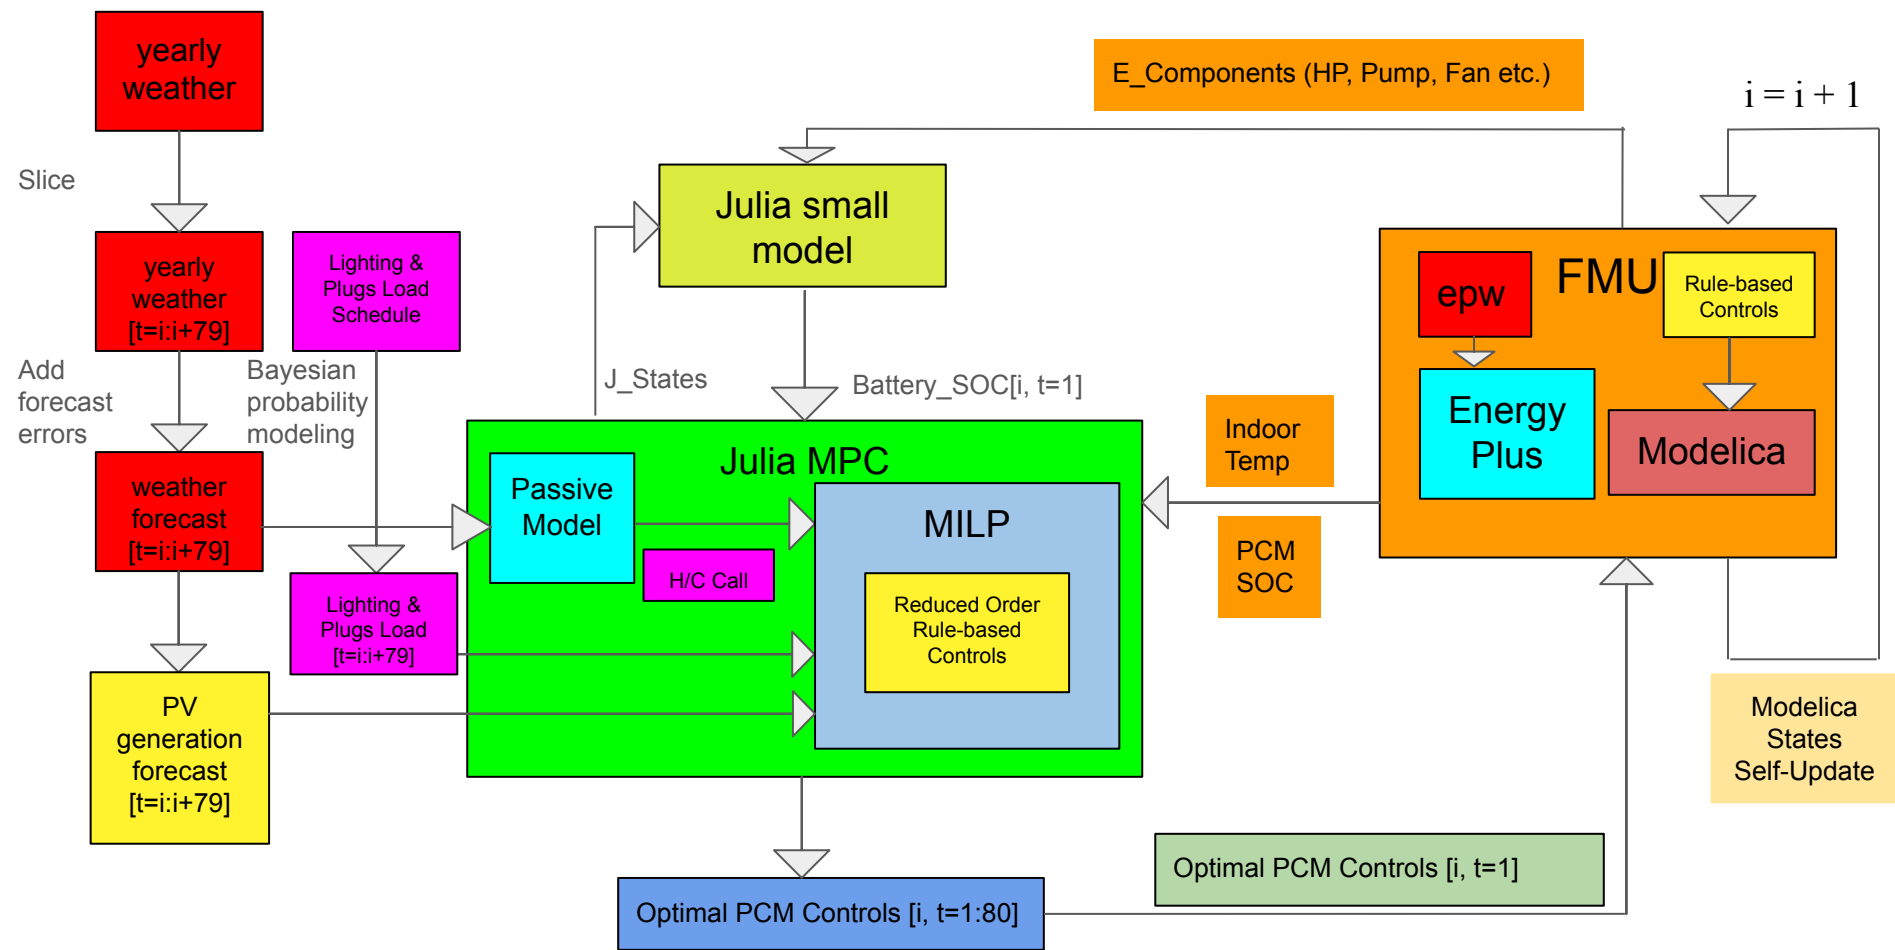 yearly
weather
E_Components (HP, Pump, Fan etc.)
i = i + 1
Slice
Julia small
model
yearly
weather
[t=i:i+79]
Lighting &
Plugs Load
Schedule
epw
FMU
Rule-based
Controls
Add
forecast
errors
Bayesian
probability
modeling
J_States
Battery_SOC[i, t=1]
Energy
Plus
Modelica
Indoor
Temp
weather
forecast
[t=i:i+79]
Julia MPC
Passive
Model
MILP
H/C Call
PCM
SOC
Lighting &
Plugs Load
[t=i:i+79]
Reduced Order
Rule-based
Controls
PV
generation
forecast
[t=i:i+79]
Modelica
States
Self-Update
Optimal PCM Controls [i, t=1]
Optimal PCM Controls [i, t=1:80]